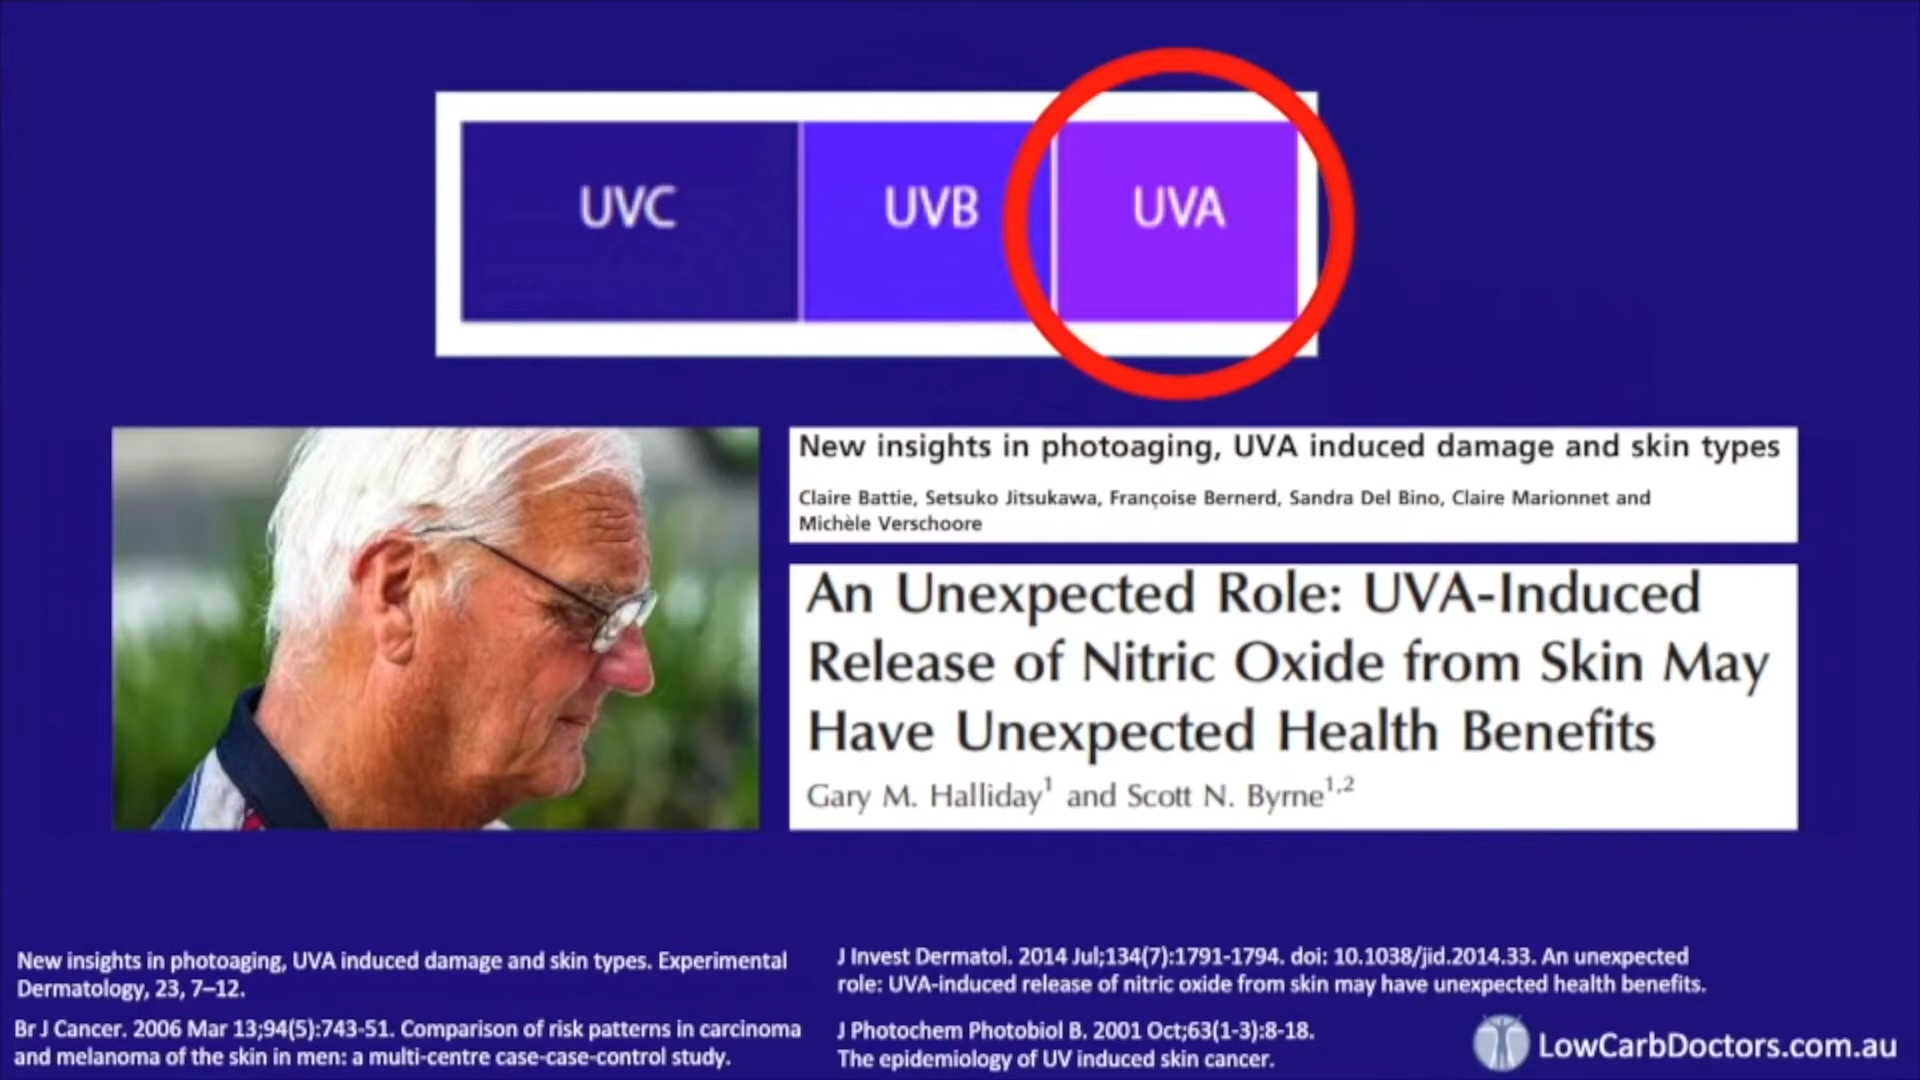 UVC
UVB
UVA
New insights in photoaging, UVA induced damage and skin types
Claire Battie, Setsuko Jitsukawa, Françoise Bernerd, Sandra Del Bino, Claire Marionnet and
Michèle Verschoore
An Unexpected Role: UVA-Induced
Release of Nitric Oxide from Skin May
Have Unexpected Health Benefits
Gary M. Halliday1 and Scott N. Byrne1,2
New insights in photoaging, UVA induced damage and skin types. Experimental
Dermatology, 23, 7–12.
Br J Cancer. 2006 Mar 13;94(5):743-51. Comparison of risk patterns in carcinoma
and melanoma of the skin in men: a multi-centre case-case-control study.
J Invest Dermatol. 2014 Jul;134(7):1791-1794. doi: 10.1038/jid.2014.33. An unexpected
role: UVA-induced release of nitric oxide from skin may have unexpected health benefits.
J Photochem Photobiol B. 2001 Oct;63(1-3):8-18.
The epidemiology of UV induced skin cancer.
LowCarbDoctors.com.au